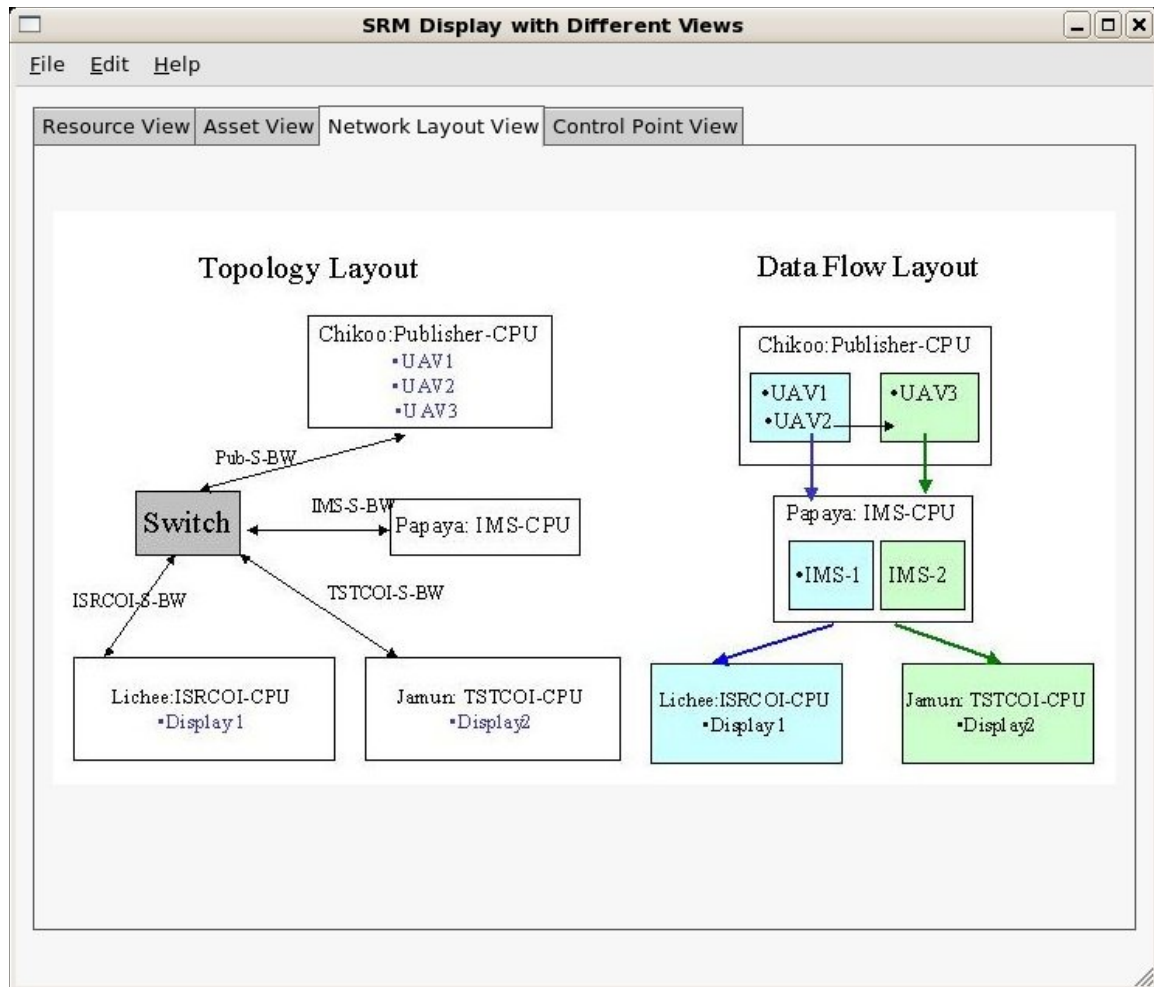 SRM Display with Different Views
File Edit Help
Resource View Asset View Network Layout View Control Point View
Topology Layout
Chikoo:Publisher-CPU
▪UAV1
▪UAV2
▪UAV3
Pub-S-BW
Switch
IMS-S-BW
Papaya: IMS-CPU
ISRCOI-S-BW
TSTCOI-S-BW
Lichee:ISRCOI-CPU
▪Display1
Jamun: TSTCOI-CPU
▪Display2
Data Flow Layout
Chikoo:Publisher-CPU
•UAV1
•UAV2
•UAV3
Papaya: IMS-CPU
•IMS-1
IMS-2
Lichee:ISRCOI-CPU
•Display1
Jamun: TSTCOI-CPU
•Display2